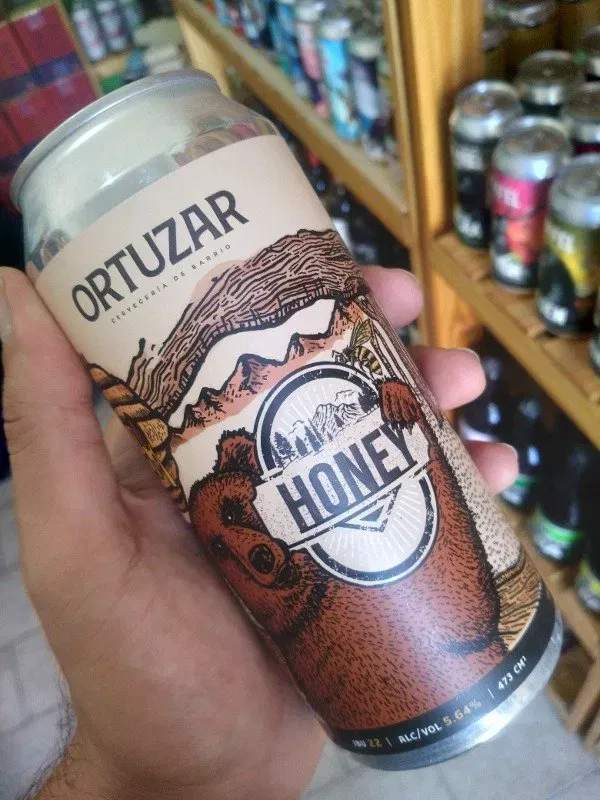 ORTUZAR
CERVECERÍA DE BARRIO
HONEY
IBU 22 | ALC/VOL 5.64% | 473 CM³